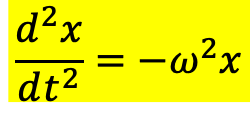 d²x/dt² = −ω²x